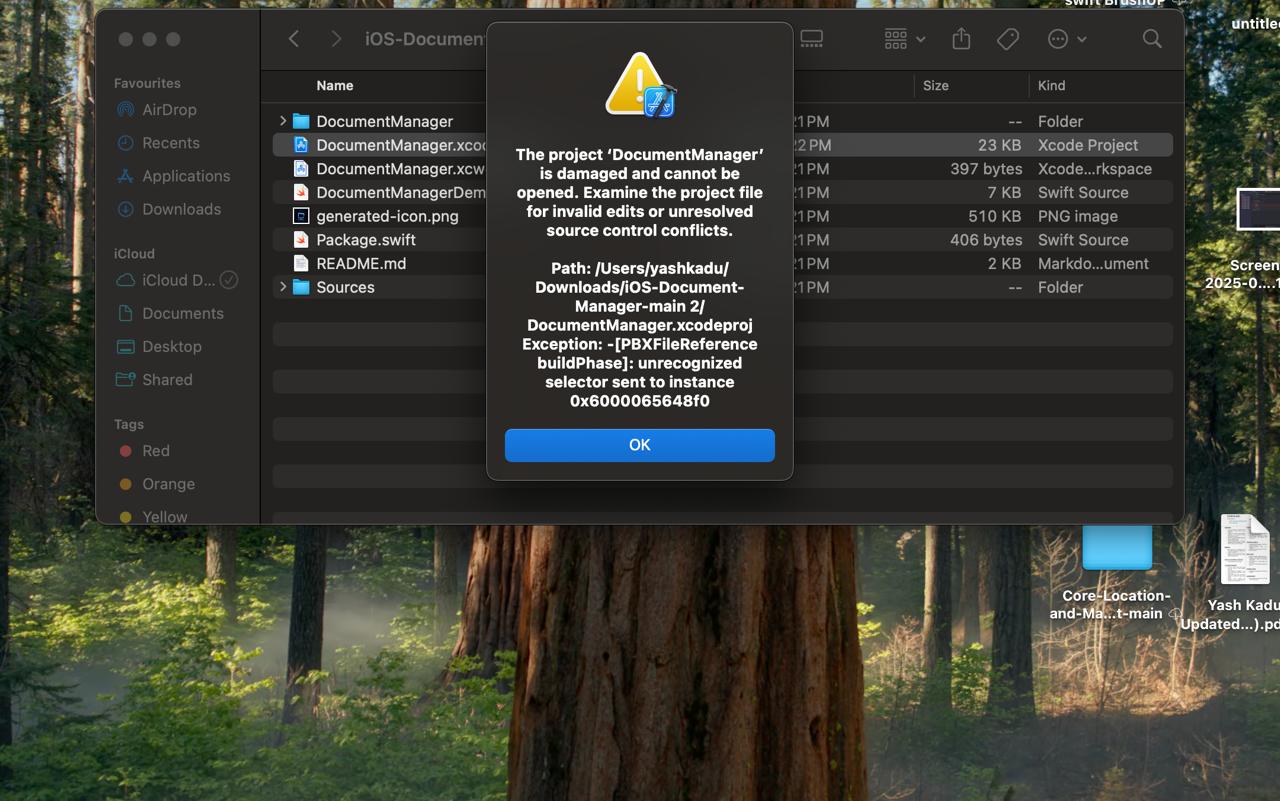 swift BrushUP
iOS-Documen
Favourites
AirDrop
Recents
Applications
Downloads
iCloud
iCloud D...
Documents
Desktop
Shared
Tags
Red
Orange
Yellow
Name
Size
Kind
DocumentManager
21 PM
--
Folder
DocumentManager.xcod
22 PM
23 KB
Xcode Project
DocumentManager.xcw
21 PM
397 bytes
Xcode...rkspace
DocumentManagerDem
21 PM
7 KB
Swift Source
generated-icon.png
21 PM
510 KB
PNG image
Package.swift
21 PM
406 bytes
Swift Source
README.md
21 PM
2 KB
Markdo...ument
Sources
21 PM
--
Folder
The project ‘DocumentManager’
is damaged and cannot be
opened. Examine the project file
for invalid edits or unresolved
source control conflicts.
Path: /Users/yashkadu/
Downloads/iOS-Document-
Manager-main 2/
DocumentManager.xcodeproj
Exception: -[PBXFileReference
buildPhase]: unrecognized
selector sent to instance
0x6000065648f0
OK
untitle
Screen
2025-0....1
Core-Location-
and-Ma...t-main
Yash Kadu
Updated...).pd